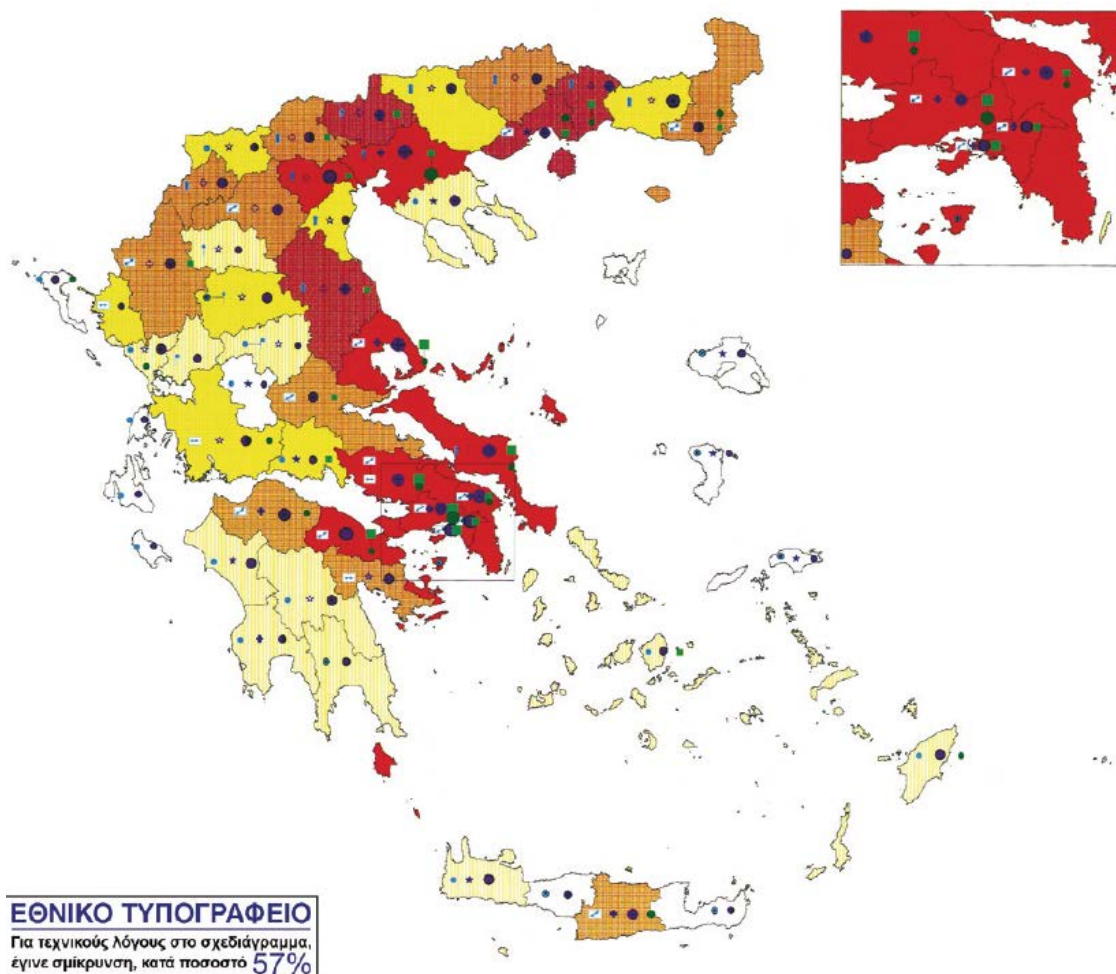 ΕΘΝΙΚΟ ΤΥΠΟΓΡΑΦΕΙΟ
Για τεχνικούς λόγους στο σχεδιάγραμμα,
έγινε σμίκρυνση, κατά ποσοστό 57%